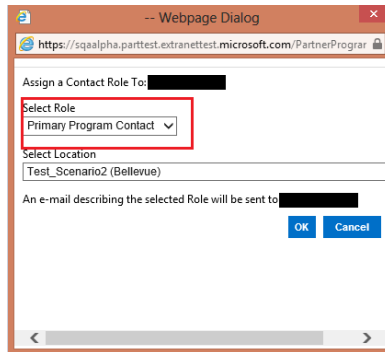 -- Webpage Dialog
https://sqaalpha.parttest.extranettest.microsoft.com/PartnerPrograr
Assign a Contact Role To:
Select Role
Primary Program Contact
Select Location
Test_Scenario2 (Bellevue)
An e-mail describing the selected Role will be sent to
OK Cancel